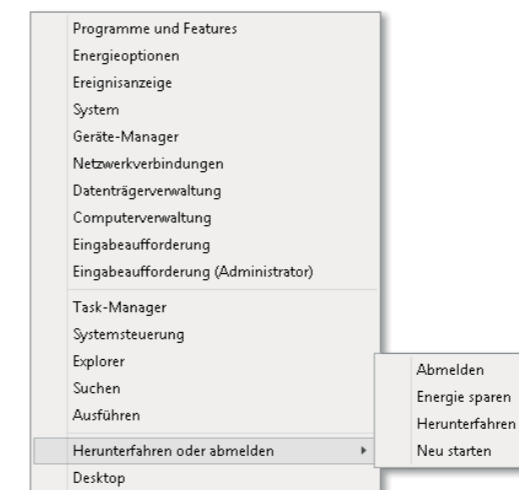 Programme und Features
Energieoptionen
Ereignisanzeige
System
Geräte-Manager
Netzwerkverbindungen
Datenträgerverwaltung
Computerverwaltung
Eingabeaufforderung
Eingabeaufforderung (Administrator)
Task-Manager
Systemsteuerung
Explorer
Suchen
Ausführen
Herunterfahren oder abmelden
Desktop
Abmelden
Energie sparen
Herunterfahren
Neu starten